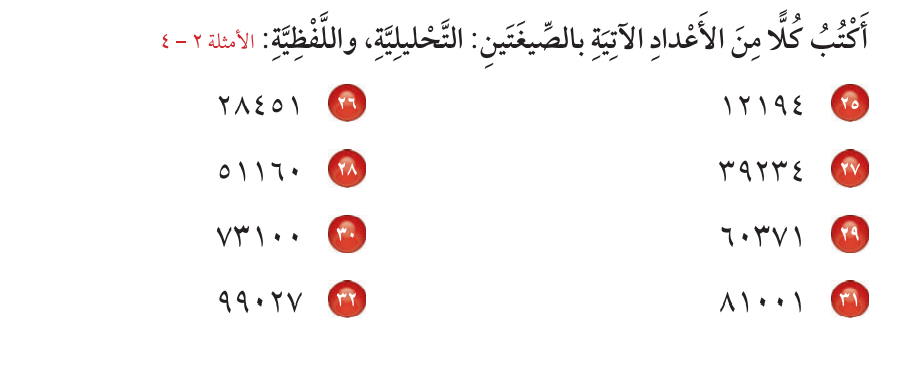 أَكْتُبُ كُلًّا مِنَ الأَعْدادِ الآتِيَةِ بالصِّيغَتَينِ: التَّحْليلِيَّةِ، واللَّفْظِيَّةِ: الأمثلة ٢ – ٤
٢٥ ١٢١٩٤ ٢٦ ٢٨٤٥١
٢٧ ٣٩٢٣٤ ٢٨ ٥١١٦٠
٢٩ ٦٠٣٧١ ٣٠ ٧٣١٠٠
٣١ ٨١٠٠١ ٣٢ ٩٩٠٢٧